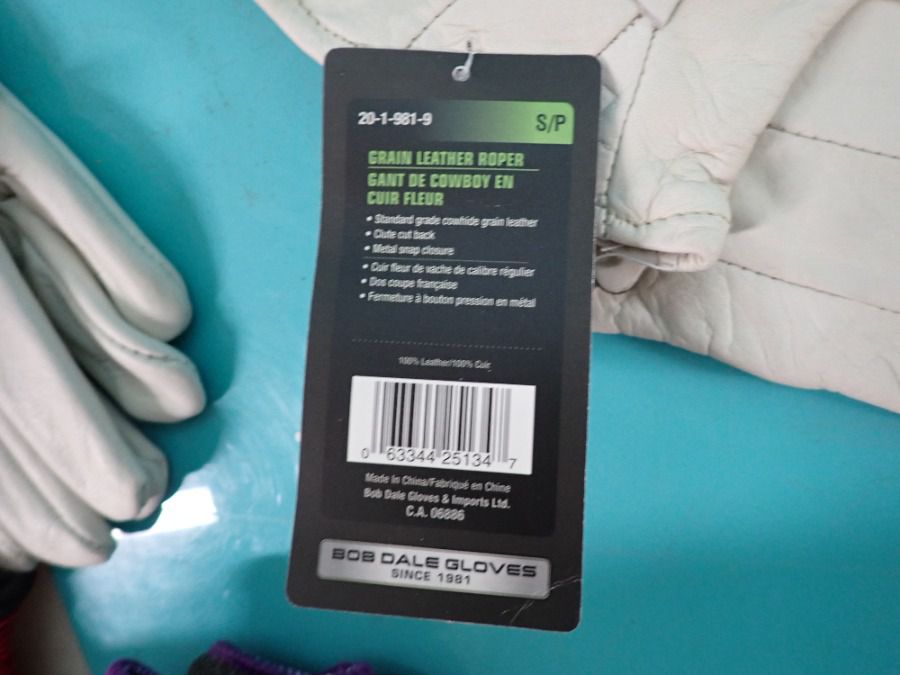 20-1-981-9
S/P
GRAIN LEATHER ROPER
GANT DE COWBOY EN
CUIR FLEUR
• Standard grade cowhide grain leather
• Clute cut back
• Metal snap closure
• Cuir fleur de vache de calibre régulier
• Dos coupe française
• Fermeture à bouton pression en métal
100% Leather/100% Cuir
0 63344 25134 7
Made in China/Fabriqué en Chine
Bob Dale Gloves & Imports Ltd.
C.A. 06886
BOB DALE GLOVES
SINCE 1981